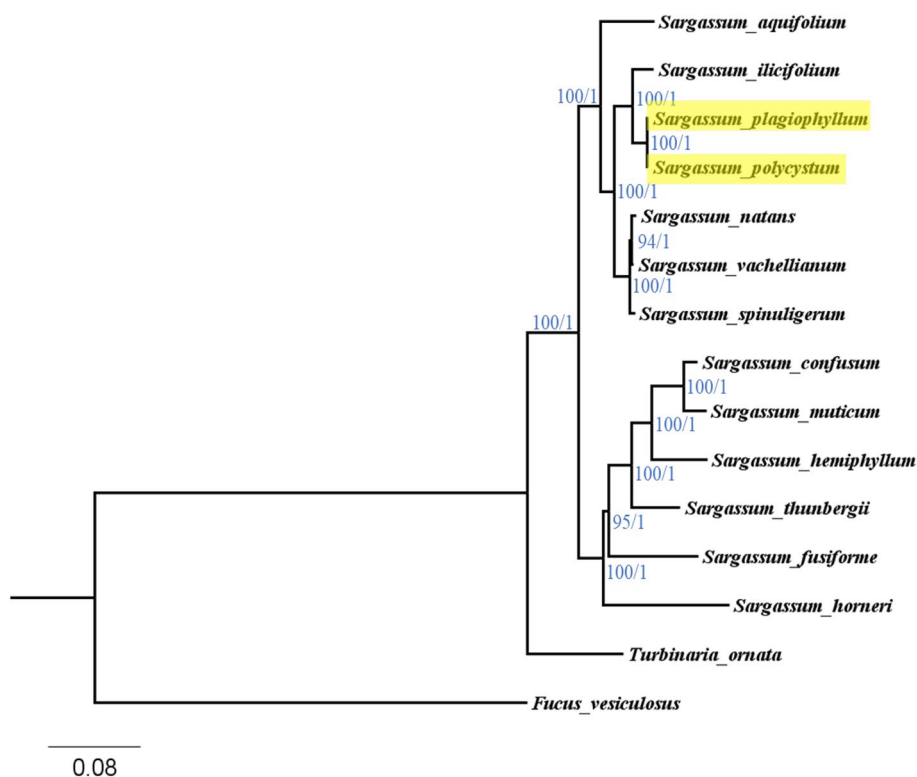 Sargassum_aquifolium
Sargassum_ilicifolium
100/1
100/1
Sargassum_plagiophyllum
100/1
Sargassum_polycystum
100/1
Sargassum_natans
94/1
Sargassum_vachellianum
100/1
Sargassum_spinuligerum
100/1
Sargassum_confusum
100/1
Sargassum_muticum
100/1
Sargassum_hemiphyllum
100/1
Sargassum_thunbergii
95/1
Sargassum_fusiforme
100/1
Sargassum_horneri
Turbinaria_ornata
Fucus_vesiculosus
0.08